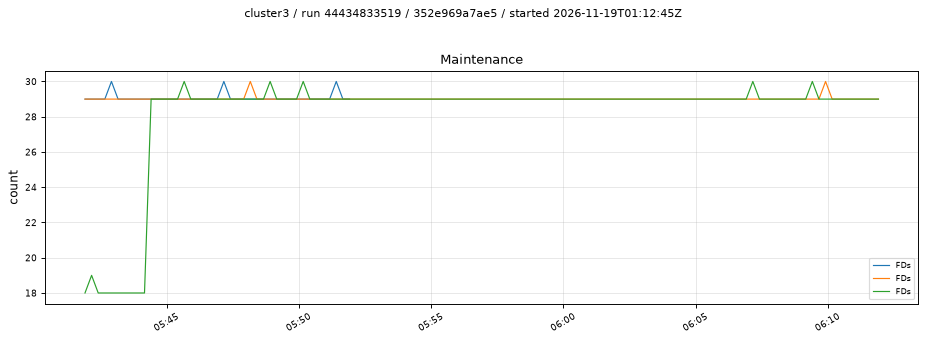 cluster3 / run 44434833519 / 352e969a7ae5 / started 2026-11-19T01:12:45Z
Maintenance
30
28
26
24
22
20
18
count
FDs
FDs
FDs
05:45
05:50
05:55
06:00
06:05
06:10